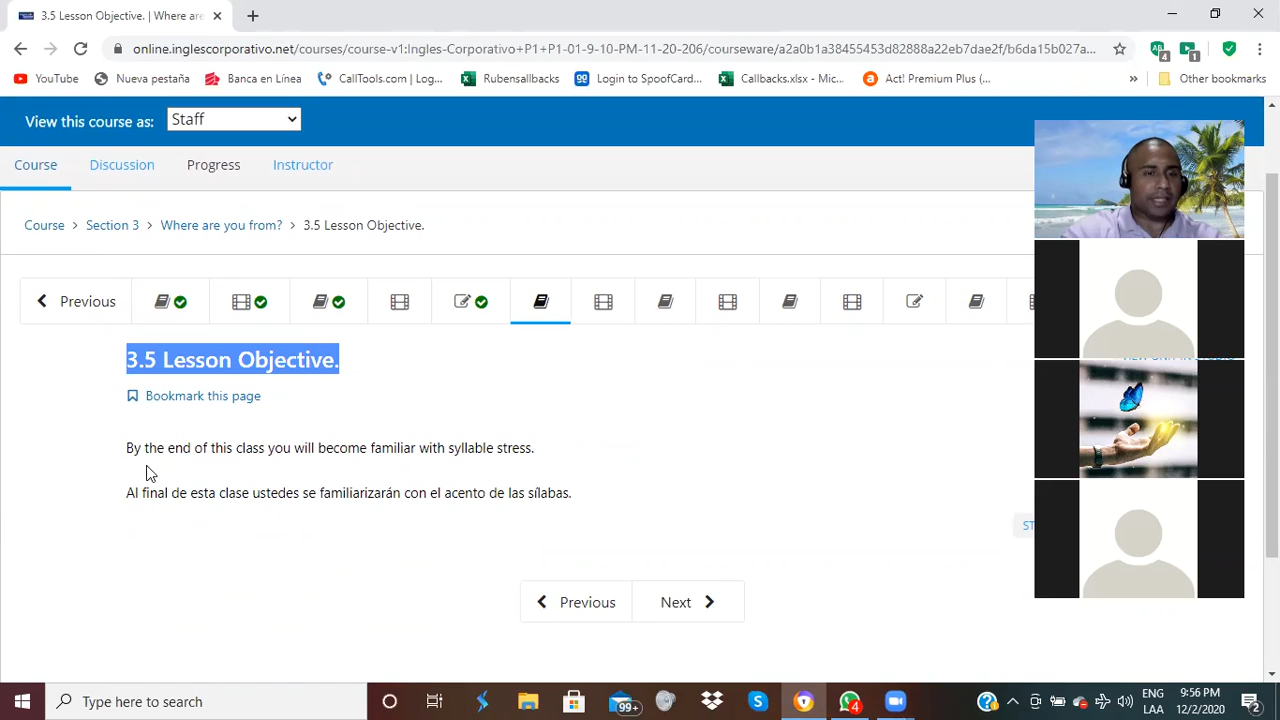 3.5 Lesson Objective. | Where are
online.inglescorporativo.net/courses/course-v1:Ingles-Corporativo+P1+P1-01-9-10-PM-11-20-206/courseware/a2a0b1a38455453d82888a22eb7dae2f/b6da15b027a...
4
1
YouTube
Nueva pestaña
Banca en Línea
CallTools.com | Log...
Rubensallbacks
Login to SpoofCard...
Callbacks.xlsx - Mic...
Act! Premium Plus (...
»
Other bookmarks
View this course as: Staff
Course Discussion Progress Instructor
Course > Section 3 > Where are you from? > 3.5 Lesson Objective.
Previous
3.5 Lesson Objective.
Bookmark this page
By the end of this class you will become familiar with syllable stress.
Al final de esta clase ustedes se familiarizarán con el acento de las sílabas.
Previous Next
Type here to search
99+
4
ENG
LAA
9:56 PM
12/2/2020
2